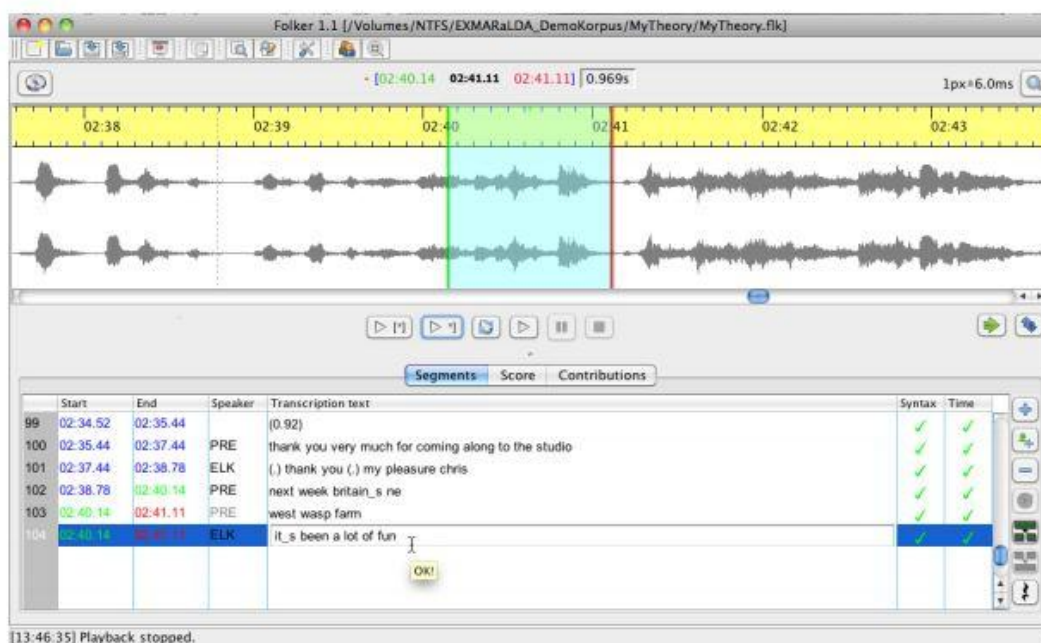 Folker 1.1 [/Volumes/NTFS/EXMARaLDA_DemoKorpus/MyTheory/MyTheory.flk]
- [02:40.14 02:41.11 02:41.11] 0.969s 1px=6.0ms
02:38 02:39 02:40 02:41 02:42 02:43
Segments Score Contributions
Start End Speaker Transcription text Syntax Time
99 02:34.52 02:35.44 (0.92)
100 02:35.44 02:37.44 PRE thank you very much for coming along to the studio
101 02:37.44 02:38.78 ELK (.) thank you (.) my pleasure chris
102 02:38.78 02:40.14 PRE next week britain_s ne
103 02:40.14 02:41.11 PRE west wasp farm
104 02:40.14 02:41.11 ELK it_s been a lot of fun
OK!
[13:46:35] Playback stopped.